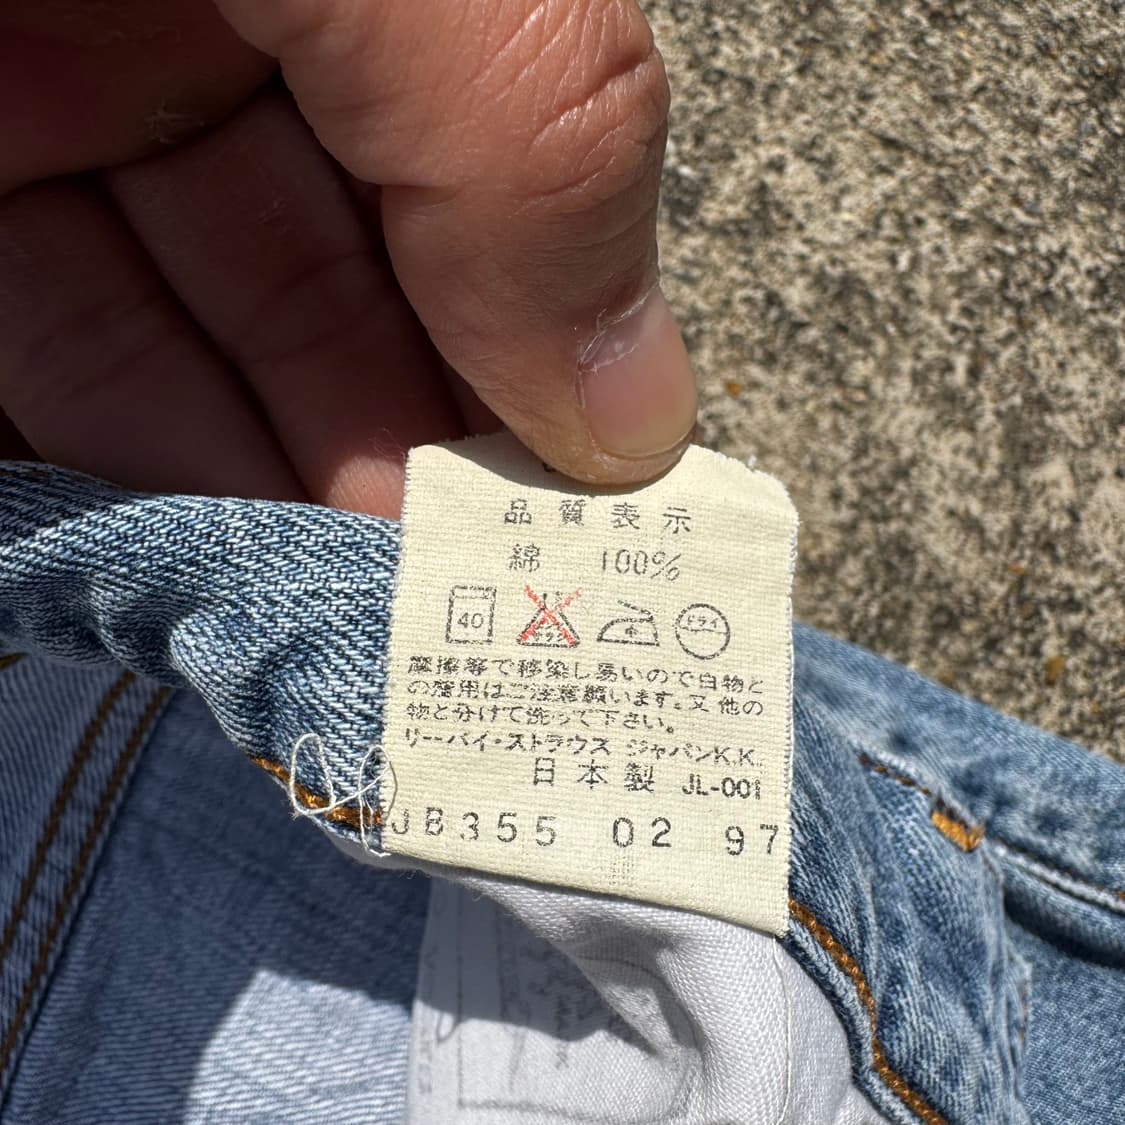 品質表示
綿 100%
40 ドライ
摩擦等で移染し易いので白物と
の着用はご注意願います。又他の
物と分けて洗って下さい。
リーバイ・ストラウス ジャパンK.K.
日本製 JL-001
JB355 02 97